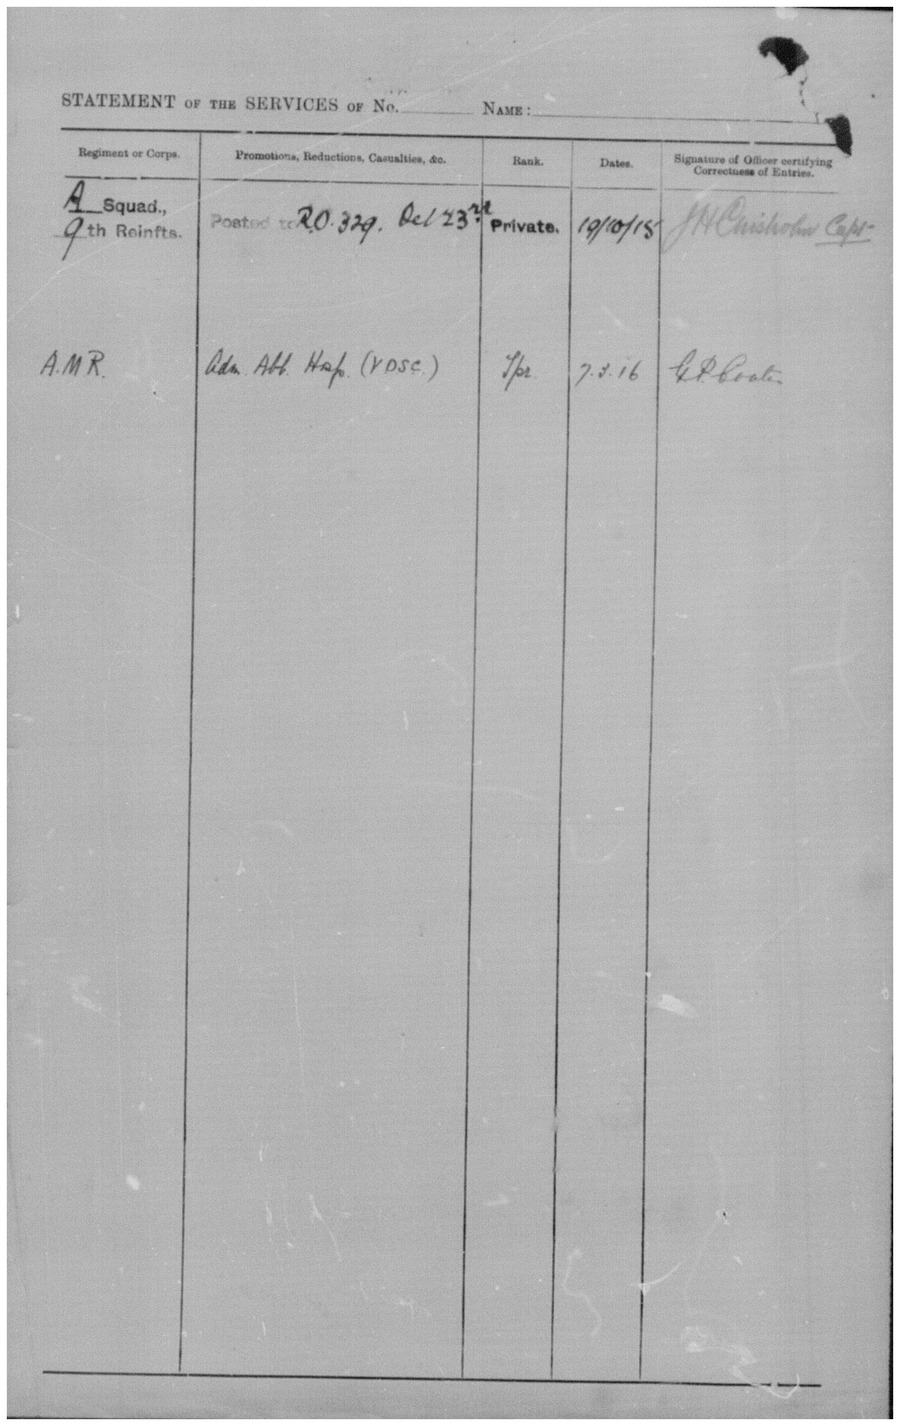 STATEMENT OF THE SERVICES OF No. NAME:
Regiment or Corps. Promotions, Reductions, Casualties, &c. Rank. Dates. Signature of Officer certifying Correctness of Entries.
A Squad.,
9th Reinfts. Posted to R.O. 329. Oct 23rd Private. 19/10/15 J H Chisholm Capt
A.M.R. Adm. Abb. Hosp. (VDSC.) Tpr. 7.3.16